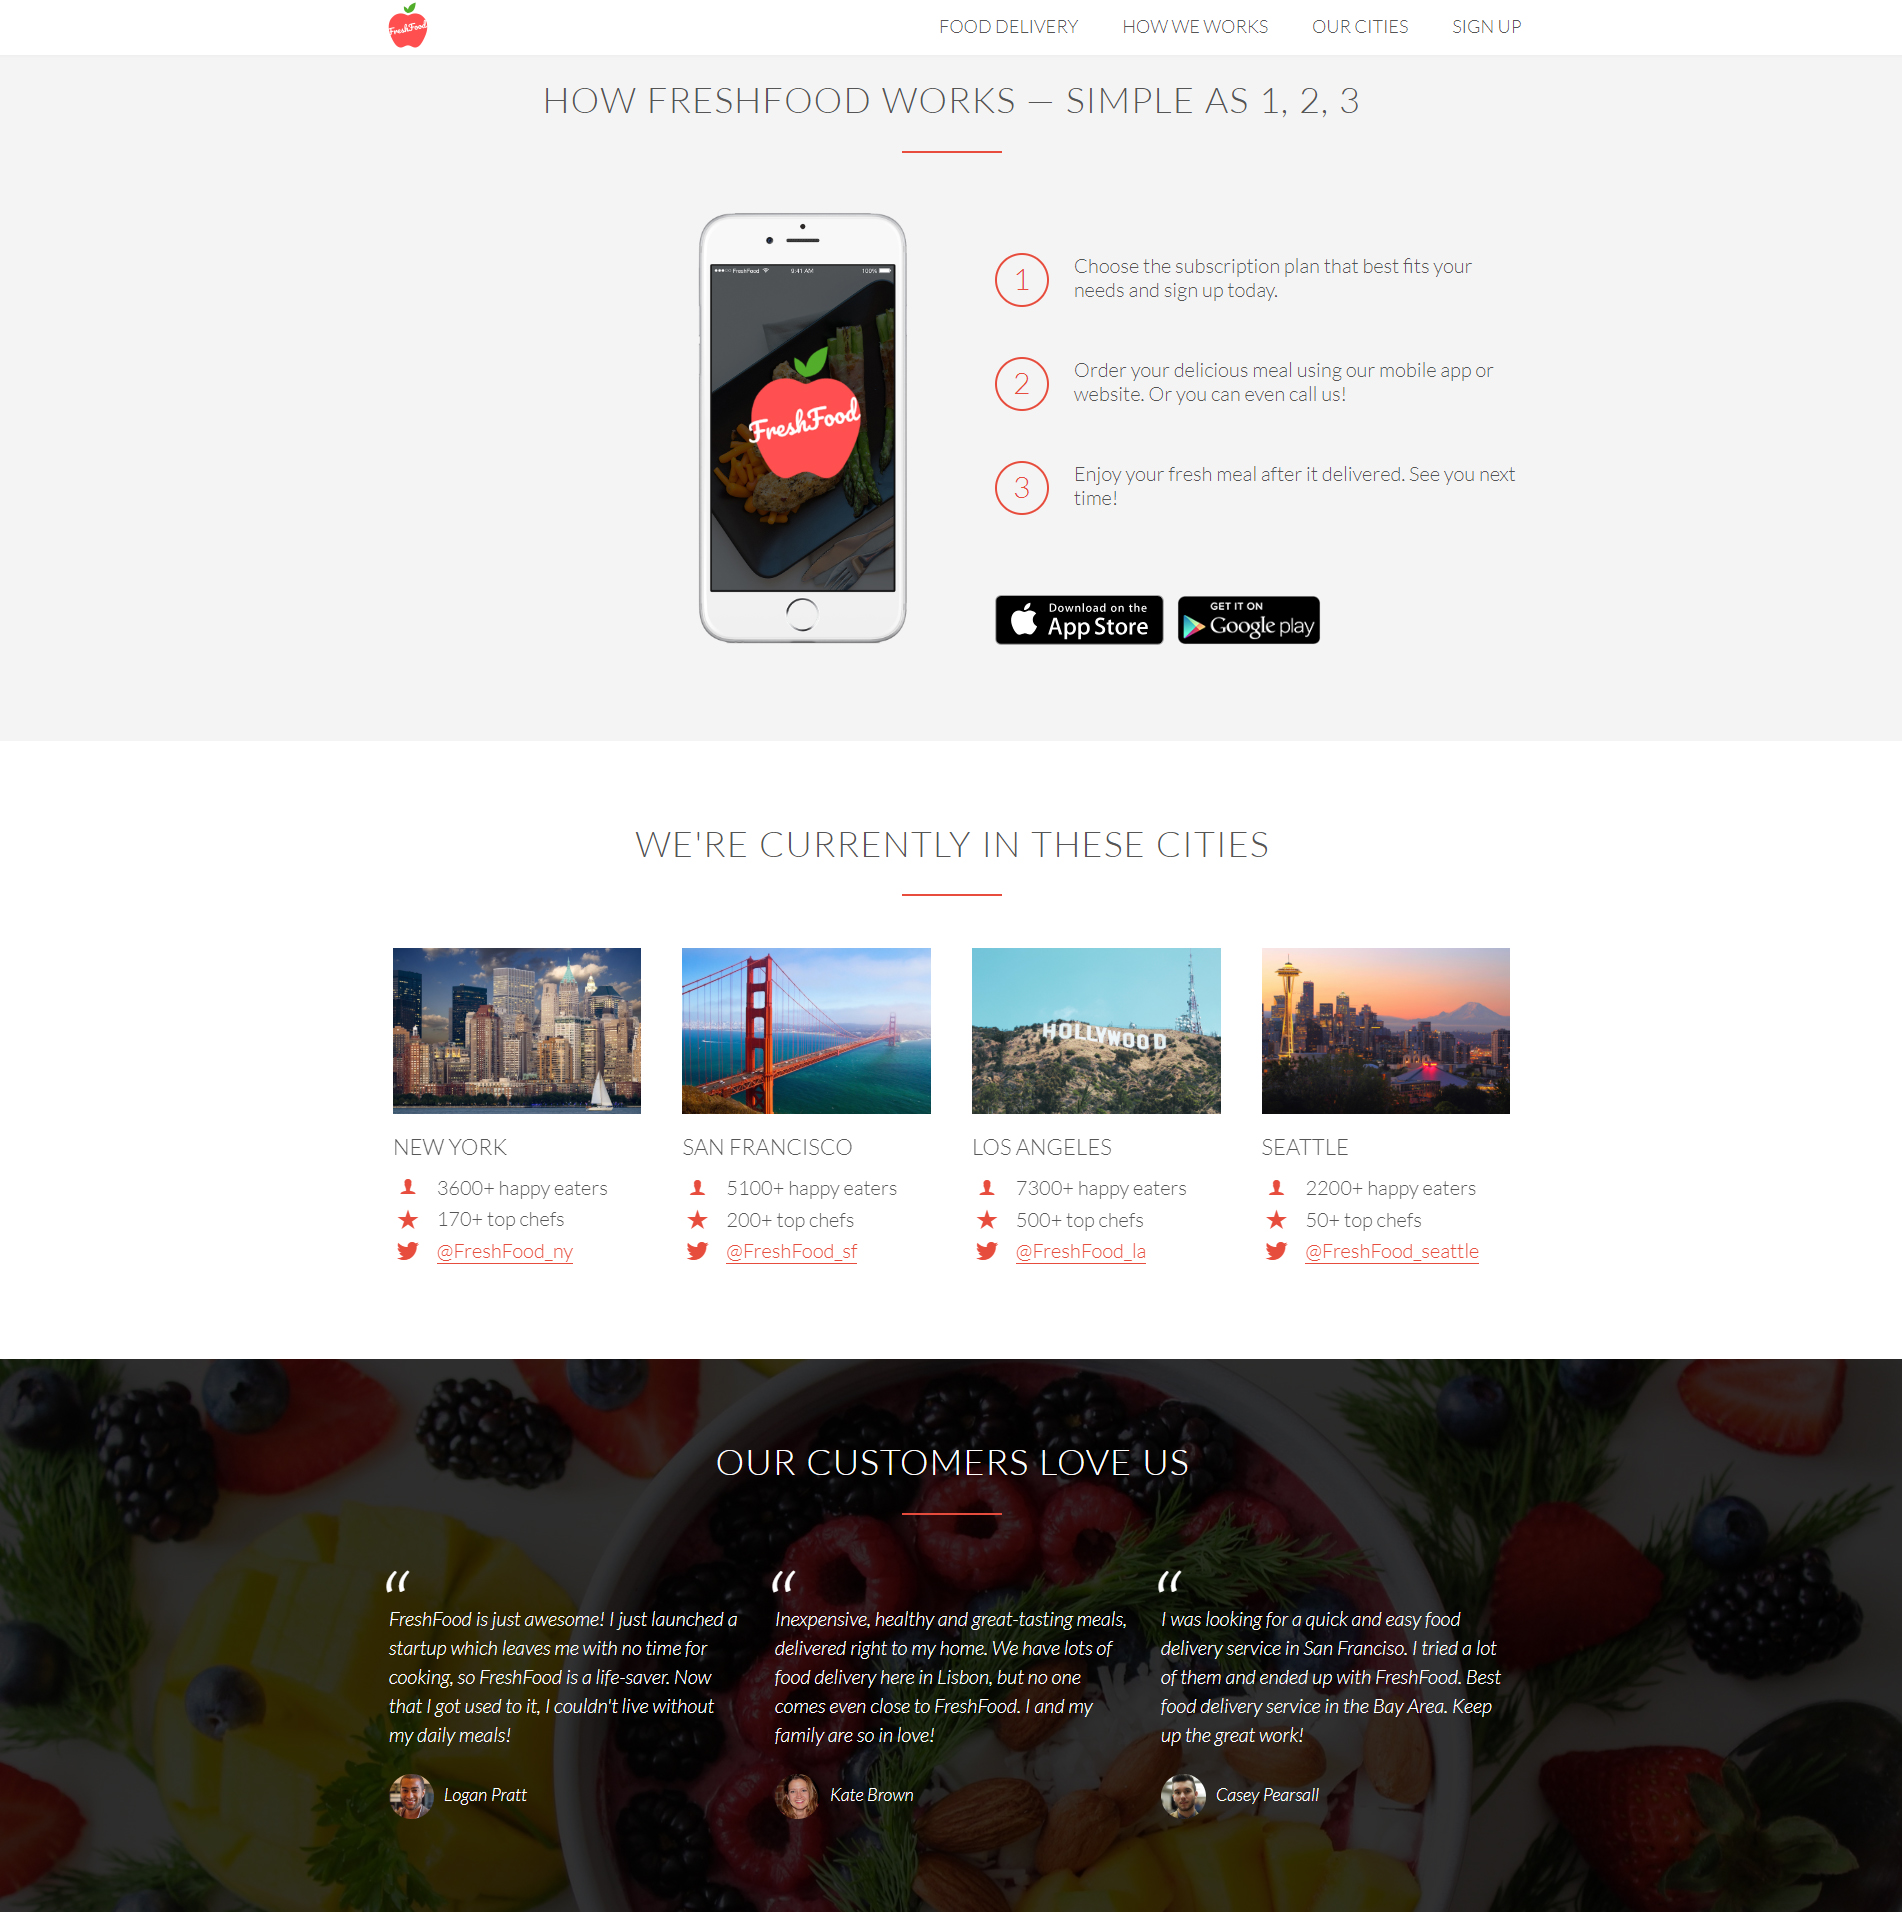 FreshFood
FOOD DELIVERY
HOW WE WORKS
OUR CITIES
SIGN UP
HOW FRESHFOOD WORKS — SIMPLE AS 1, 2, 3
FreshFood
9:41 AM
100%
FreshFood
1
Choose the subscription plan that best fits your
needs and sign up today.
2
Order your delicious meal using our mobile app or
website. Or you can even call us!
3
Enjoy your fresh meal after it delivered. See you next
time!
Download on the
App Store
GET IT ON
Google play
WE'RE CURRENTLY IN THESE CITIES
HOLLYWOOD
NEW YORK
3600+ happy eaters
170+ top chefs
@FreshFood_ny
SAN FRANCISCO
5100+ happy eaters
200+ top chefs
@FreshFood_sf
LOS ANGELES
7300+ happy eaters
500+ top chefs
@FreshFood_la
SEATTLE
2200+ happy eaters
50+ top chefs
@FreshFood_seattle
OUR CUSTOMERS LOVE US
“
FreshFood is just awesome! I just launched a
startup which leaves me with no time for
cooking, so FreshFood is a life-saver. Now
that I got used to it, I couldn't live without
my daily meals!
Logan Pratt
“
Inexpensive, healthy and great-tasting meals,
delivered right to my home. We have lots of
food delivery here in Lisbon, but no one
comes even close to FreshFood. I and my
family are so in love!
Kate Brown
“
I was looking for a quick and easy food
delivery service in San Franciso. I tried a lot
of them and ended up with FreshFood. Best
food delivery service in the Bay Area. Keep
up the great work!
Casey Pearsall